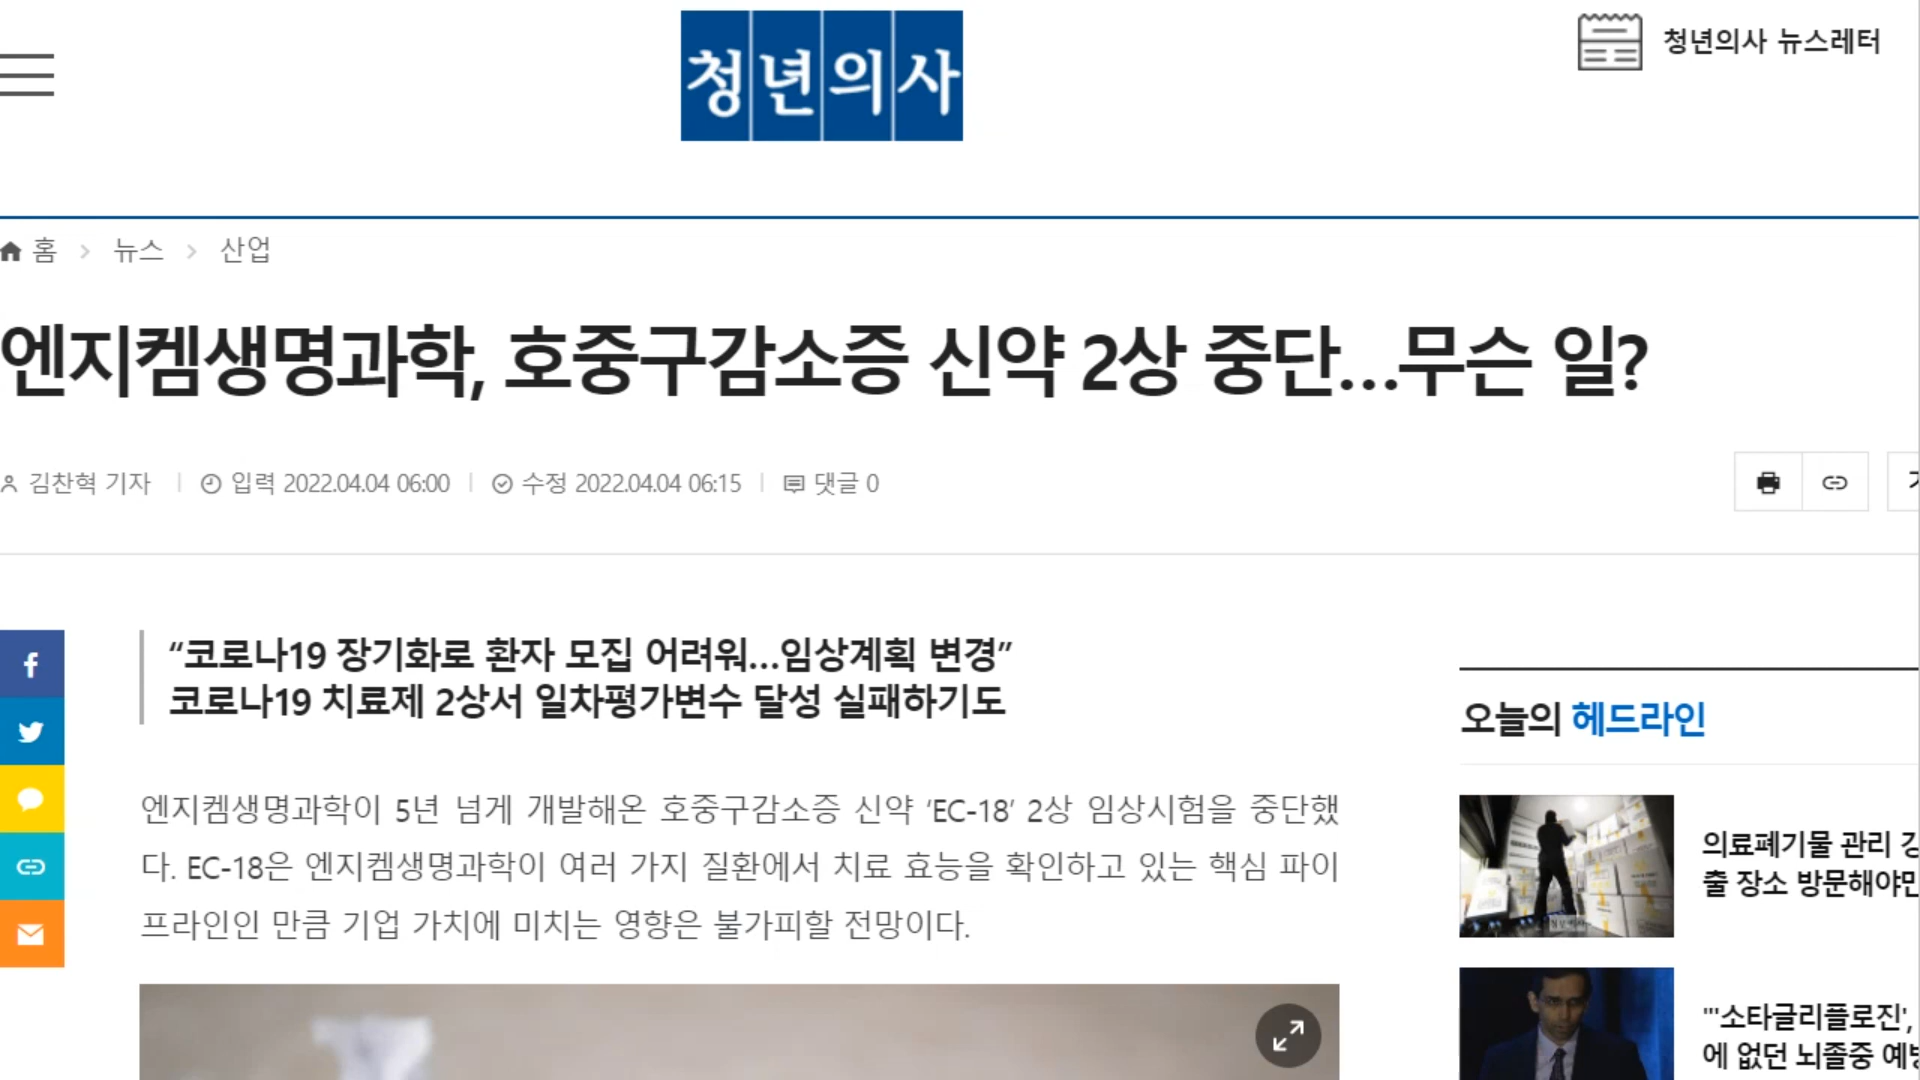 청년의사
청년의사 뉴스레터
홈 > 뉴스 > 산업
엔지켐생명과학, 호중구감소증 신약 2상 중단…무슨 일?
김찬혁 기자 | 입력 2022.04.04 06:00 | 수정 2022.04.04 06:15 | 댓글 0
“코로나19 장기화로 환자 모집 어려워…임상계획 변경”
코로나19 치료제 2상서 일차평가변수 달성 실패하기도
엔지켐생명과학이 5년 넘게 개발해온 호중구감소증 신약 ‘EC-18’ 2상 임상시험을 중단했
다. EC-18은 엔지켐생명과학이 여러 가지 질환에서 치료 효능을 확인하고 있는 핵심 파이
프라인인 만큼 기업 가치에 미치는 영향은 불가피할 전망이다.
오늘의 헤드라인
의료폐기물 관리
출 장소 방문해야만
"'소타글리플로진',
에 없던 뇌졸중